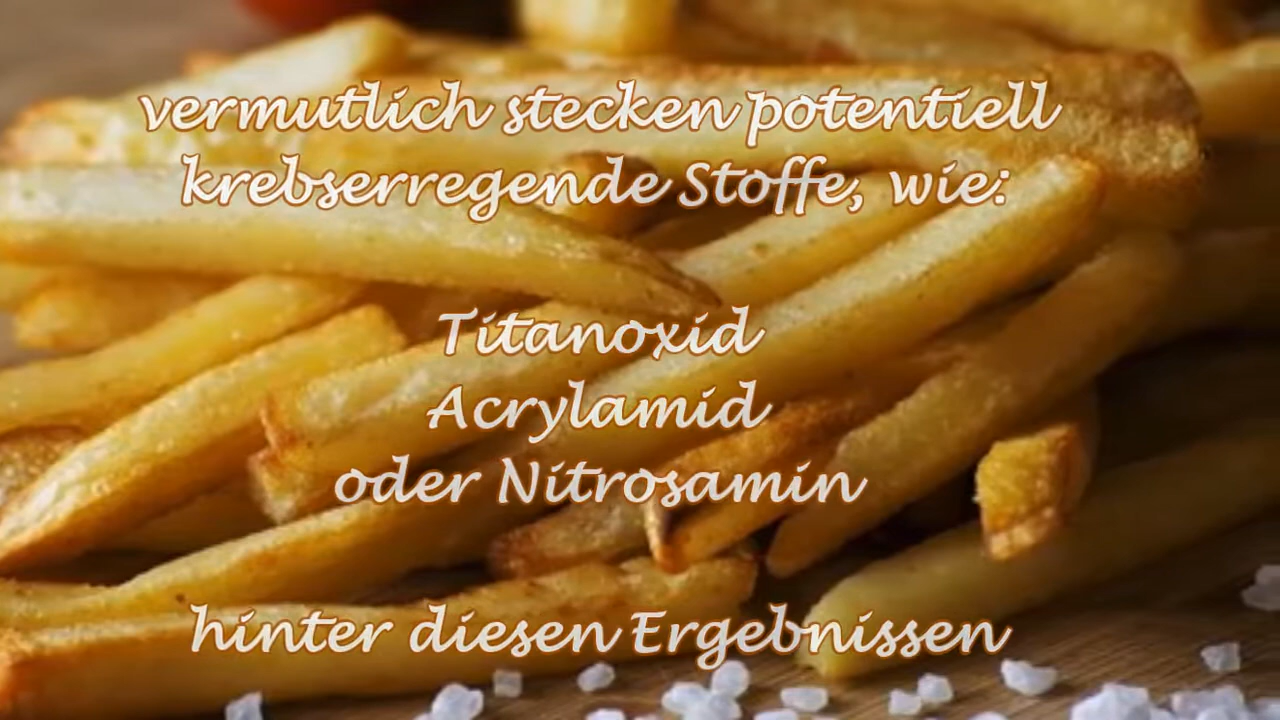 vermutlich stecken potentiell
krebserregende Stoffe, wie:
Titanoxid
Acrylamid
oder Nitrosamin
hinter diesen Ergebnissen